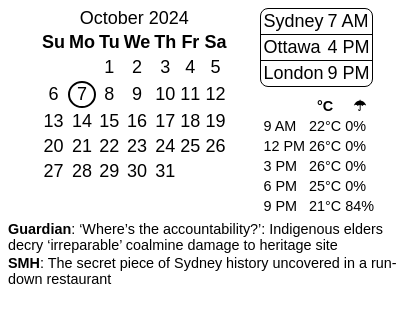 October 2024
Su Mo Tu We Th Fr Sa
1 2 3 4 5
6 7 8 9 10 11 12
13 14 15 16 17 18 19
20 21 22 23 24 25 26
27 28 29 30 31
Sydney 7 AM
Ottawa 4 PM
London 9 PM
°C ☂
9 AM 22°C 0%
12 PM 26°C 0%
3 PM 26°C 0%
6 PM 25°C 0%
9 PM 21°C 84%
Guardian: ‘Where’s the accountability?’: Indigenous elders
decry ‘irreparable’ coalmine damage to heritage site
SMH: The secret piece of Sydney history uncovered in a run-
down restaurant